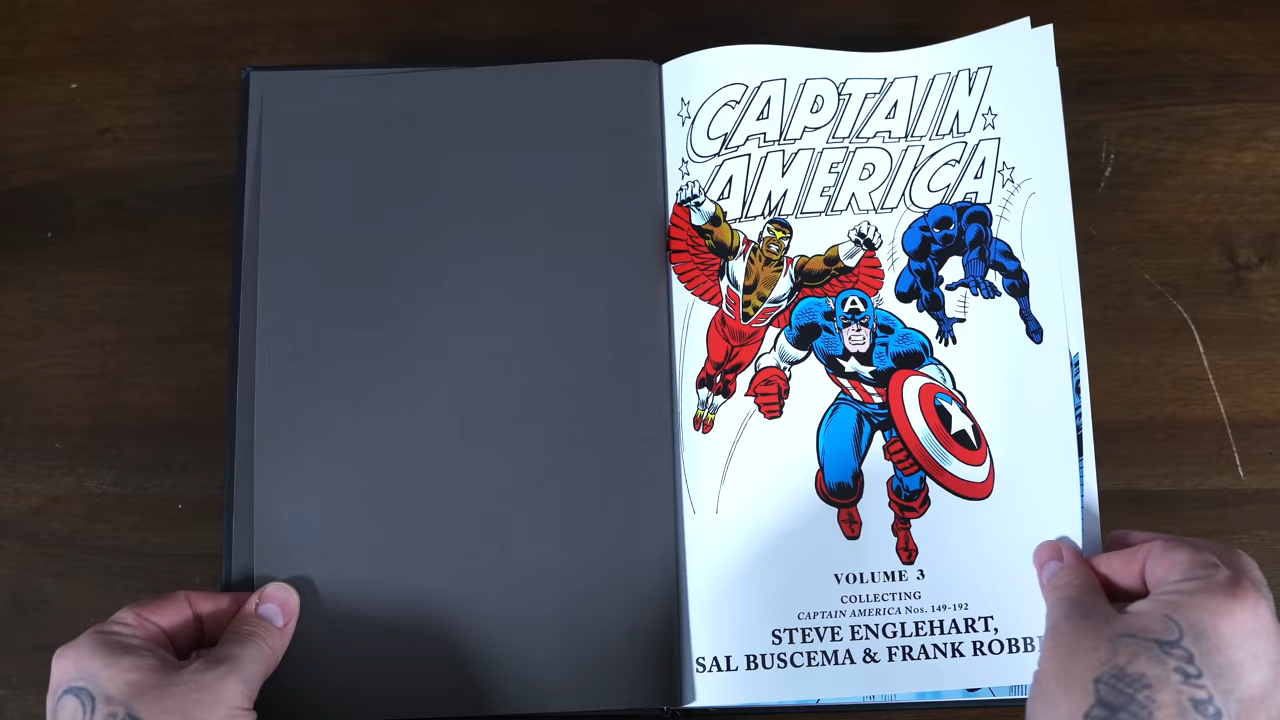 CAPTAIN
AMERICA
A
VOLUME 3
COLLECTING
CAPTAIN AMERICA Nos. 149-192
STEVE ENGLEHART,
SAL BUSCEMA & FRANK